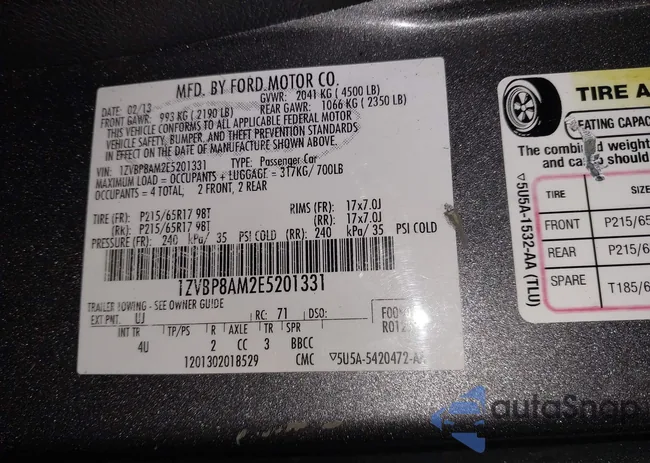 MFD. BY FORD MOTOR CO.
DATE: 02/13 GVWR: 2041 KG ( 4500 LB)
FRONT GAWR: 993 KG ( 2190 LB) REAR GAWR: 1066 KG ( 2350 LB)
THIS VEHICLE CONFORMS TO ALL APPLICABLE FEDERAL MOTOR
VEHICLE SAFETY, BUMPER, AND THEFT PREVENTION STANDARDS
IN EFFECT ON THE DATE OF MANUFACTURE SHOWN ABOVE.
VIN: 1ZVBP8AM2E5201331 TYPE: Passenger Car
MAXIMUM LOAD = OCCUPANTS + LUGGAGE = 317KG/ 700LB
OCCUPANTS = 4 TOTAL, 2 FRONT, 2 REAR
TIRE (FR): P215/65R17 98T RIMS (FR): 17x7.0J
(RR): P215/65R17 98T (RR): 17x7.0J
PRESSURE (FR): 240 kPa/ 35 PSI COLD (RR): 240 kPa/ 35 PSI COLD
1ZVBP8AM2E5201331
TRAILER TOWING - SEE OWNER GUIDE
EXT PNT: UJ RC: 71 DSO:
INT TR TP/PS R AXLE TR SPR
4U 2 CC 3 BBCC
1201302018529 CMC 5U5A-5420472-AA
TIRE A
EATING CAPAC
The combi d weight
and ca should
TIRE SIZE
FRONT P215/65
REAR P215/6
SPARE T185/6
5U5A-1532-AA (TLU)
autoSnap